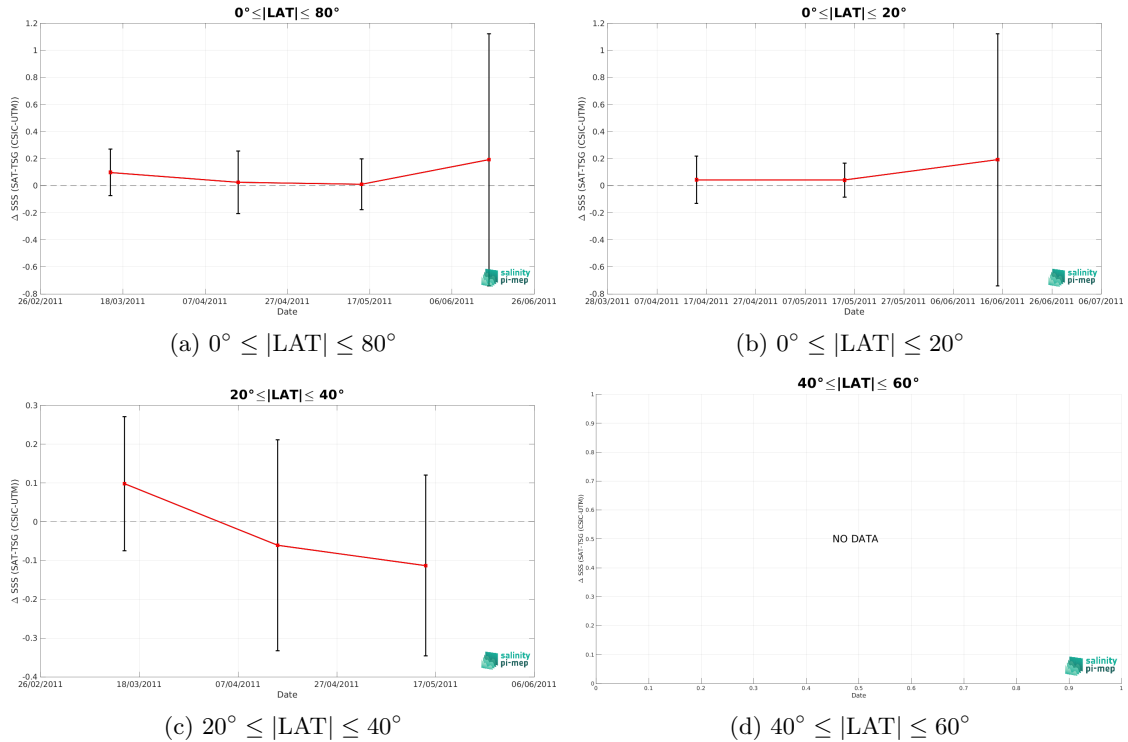 0°≤|LAT|≤ 80°
Δ SSS (SAT-TSG (CSIC-UTM))
1.2
1
0.8
0.6
0.4
0.2
0
-0.2
-0.4
-0.6
-0.8
26/02/2011 18/03/2011 07/04/2011 27/04/2011 17/05/2011 06/06/2011 26/06/2011
Date
salinity
pi-mep
(a) 0° ≤ |LAT| ≤ 80°
0°≤|LAT|≤ 20°
Δ SSS (SAT-TSG (CSIC-UTM))
1.2
1
0.8
0.6
0.4
0.2
0
-0.2
-0.4
-0.6
-0.8
28/03/2011 07/04/2011 17/04/2011 27/04/2011 07/05/2011 17/05/2011 27/05/2011 06/06/2011 16/06/2011 26/06/2011 06/07/2011
Date
salinity
pi-mep
(b) 0° ≤ |LAT| ≤ 20°
20°≤|LAT|≤ 40°
Δ SSS (SAT-TSG (CSIC-UTM))
0.3
0.2
0.1
0
-0.1
-0.2
-0.3
-0.4
26/02/2011 18/03/2011 07/04/2011 27/04/2011 17/05/2011 06/06/2011
Date
salinity
pi-mep
(c) 20° ≤ |LAT| ≤ 40°
40°≤|LAT|≤ 60°
Δ SSS (SAT-TSG (CSIC-UTM))
1
0.9
0.8
0.7
0.6
0.5
0.4
0.3
0.2
0.1
0
NO DATA
0 0.1 0.2 0.3 0.4 0.5 0.6 0.7 0.8 0.9 1
Date
salinity
pi-mep
(d) 40° ≤ |LAT| ≤ 60°